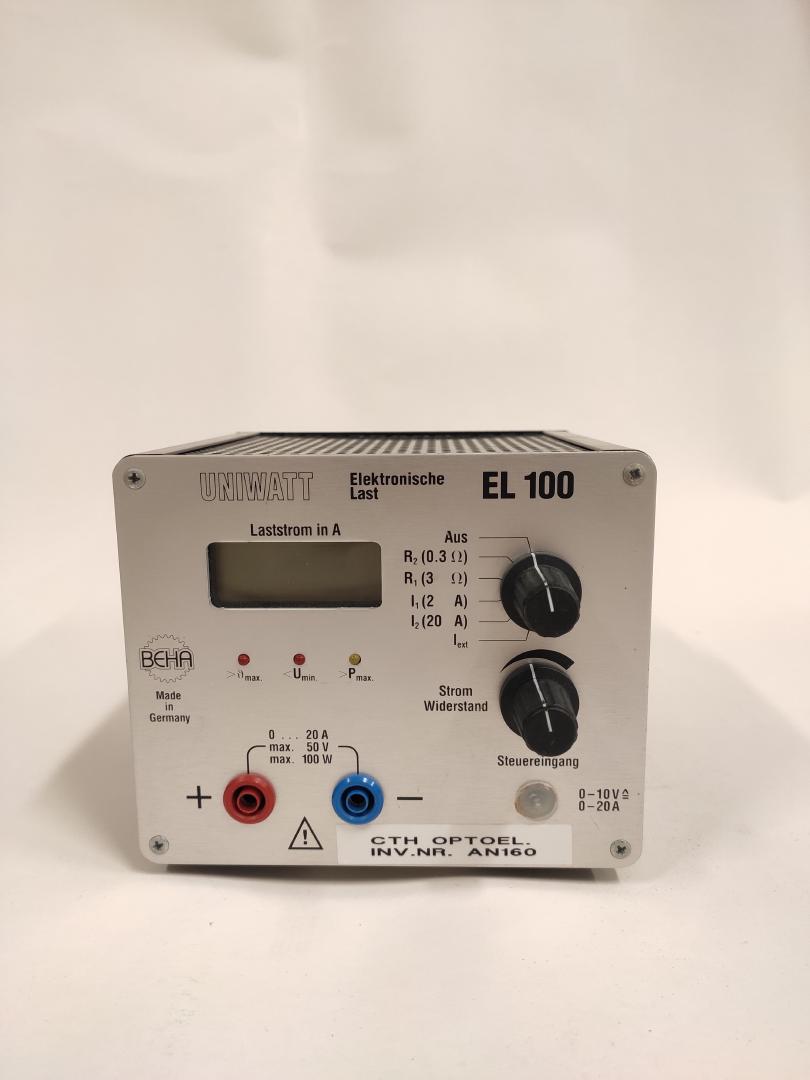 UNIWATT
Elektronische
Last
EL 100
Laststrom in A
Aus
R₂ (0.3 Ω)
R₁ (3 Ω)
I₁ (2 A)
I₂ (20 A)
Iext
BEHA
Made
in
Germany
>ϑmax.
<Umin.
>Pmax.
Strom
Widerstand
0 ... 20 A
max. 50 V
max. 100 W
+
−
Steuereingang
0–10V ≙
0–20A
!
CTH OPTOEL.
INV.NR. AN160